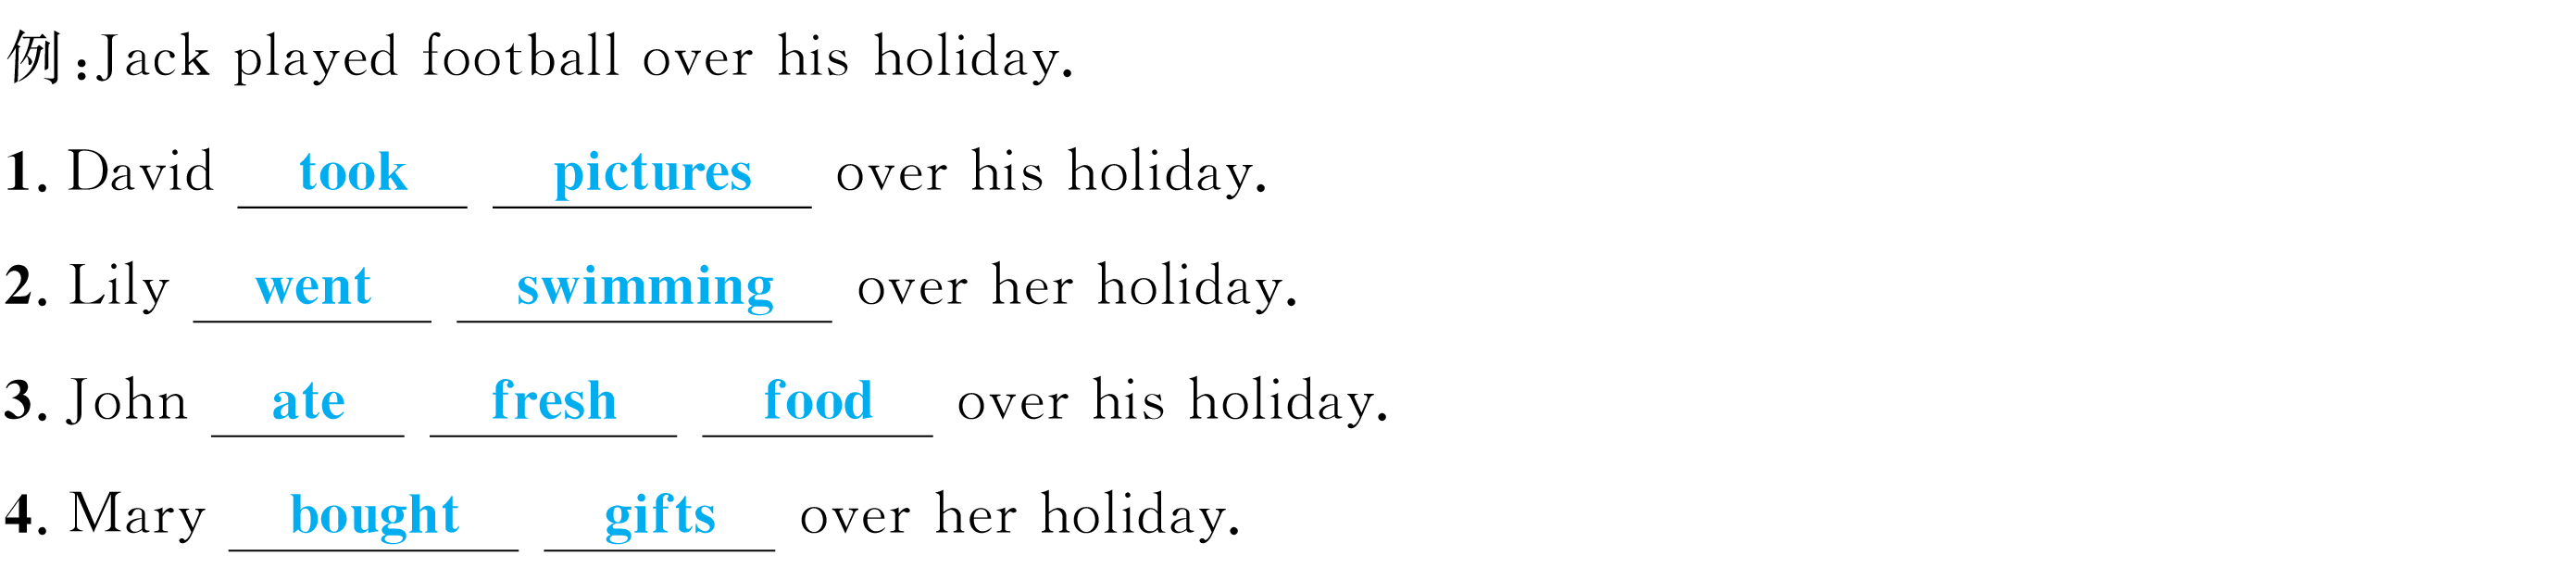 例:Jack played football over his holiday.
1. David took pictures over his holiday.
2. Lily went swimming over her holiday.
3. John ate fresh food over his holiday.
4. Mary bought gifts over her holiday.